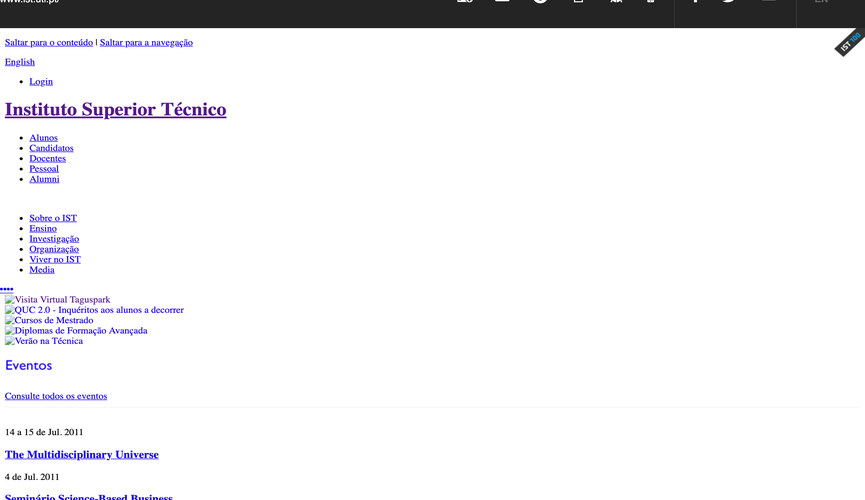 www.ist.utl.pt/
EN
Saltar para o conteúdo | Saltar para a navegação
IST 100
English
Login
Instituto Superior Técnico
Alunos
Candidatos
Docentes
Pessoal
Alumni
Sobre o IST
Ensino
Investigação
Organização
Viver no IST
Media
Visita Virtual Taguspark
QUC 2.0 - Inquéritos aos alunos a decorrer
Cursos de Mestrado
Diplomas de Formação Avançada
Verão na Técnica
Eventos
Consulte todos os eventos
14 a 15 de Jul. 2011
The Multidisciplinary Universe
4 de Jul. 2011
Seminário Science-Based Business